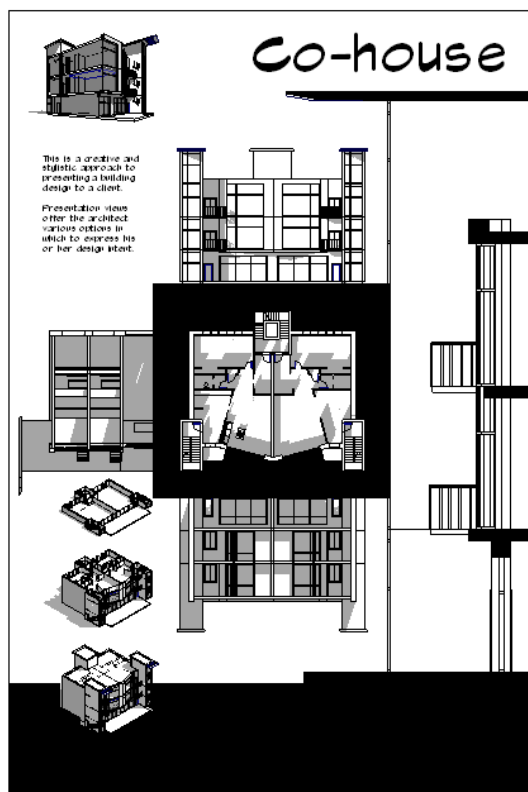 Co-house
This is a creative and
stylistic approach to
presenting a building
design to a client.
Presentation views
offer the architect
various options in
which to express his
or her design intent.